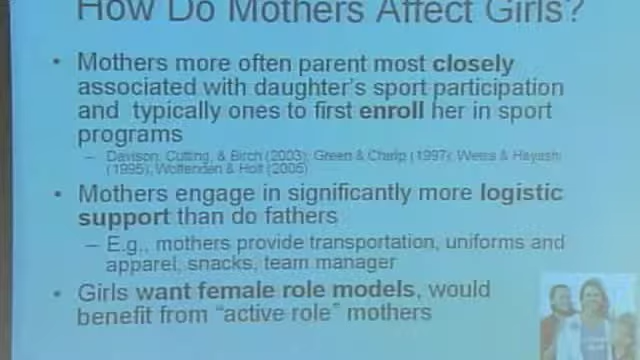 How Do Mothers Affect Girls?
• Mothers more often parent most closely
associated with daughter's sport participation
and typically ones to first enroll her in sport
programs
– Davison, Cutting, & Birch (2003); Green & Chalip (1997); Weiss & Hayashi
(1995); Wolfenden & Holt (2005)
• Mothers engage in significantly more logistic
support than do fathers
– E.g., mothers provide transportation, uniforms and
apparel, snacks, team manager
• Girls want female role models, would
benefit from "active role" mothers